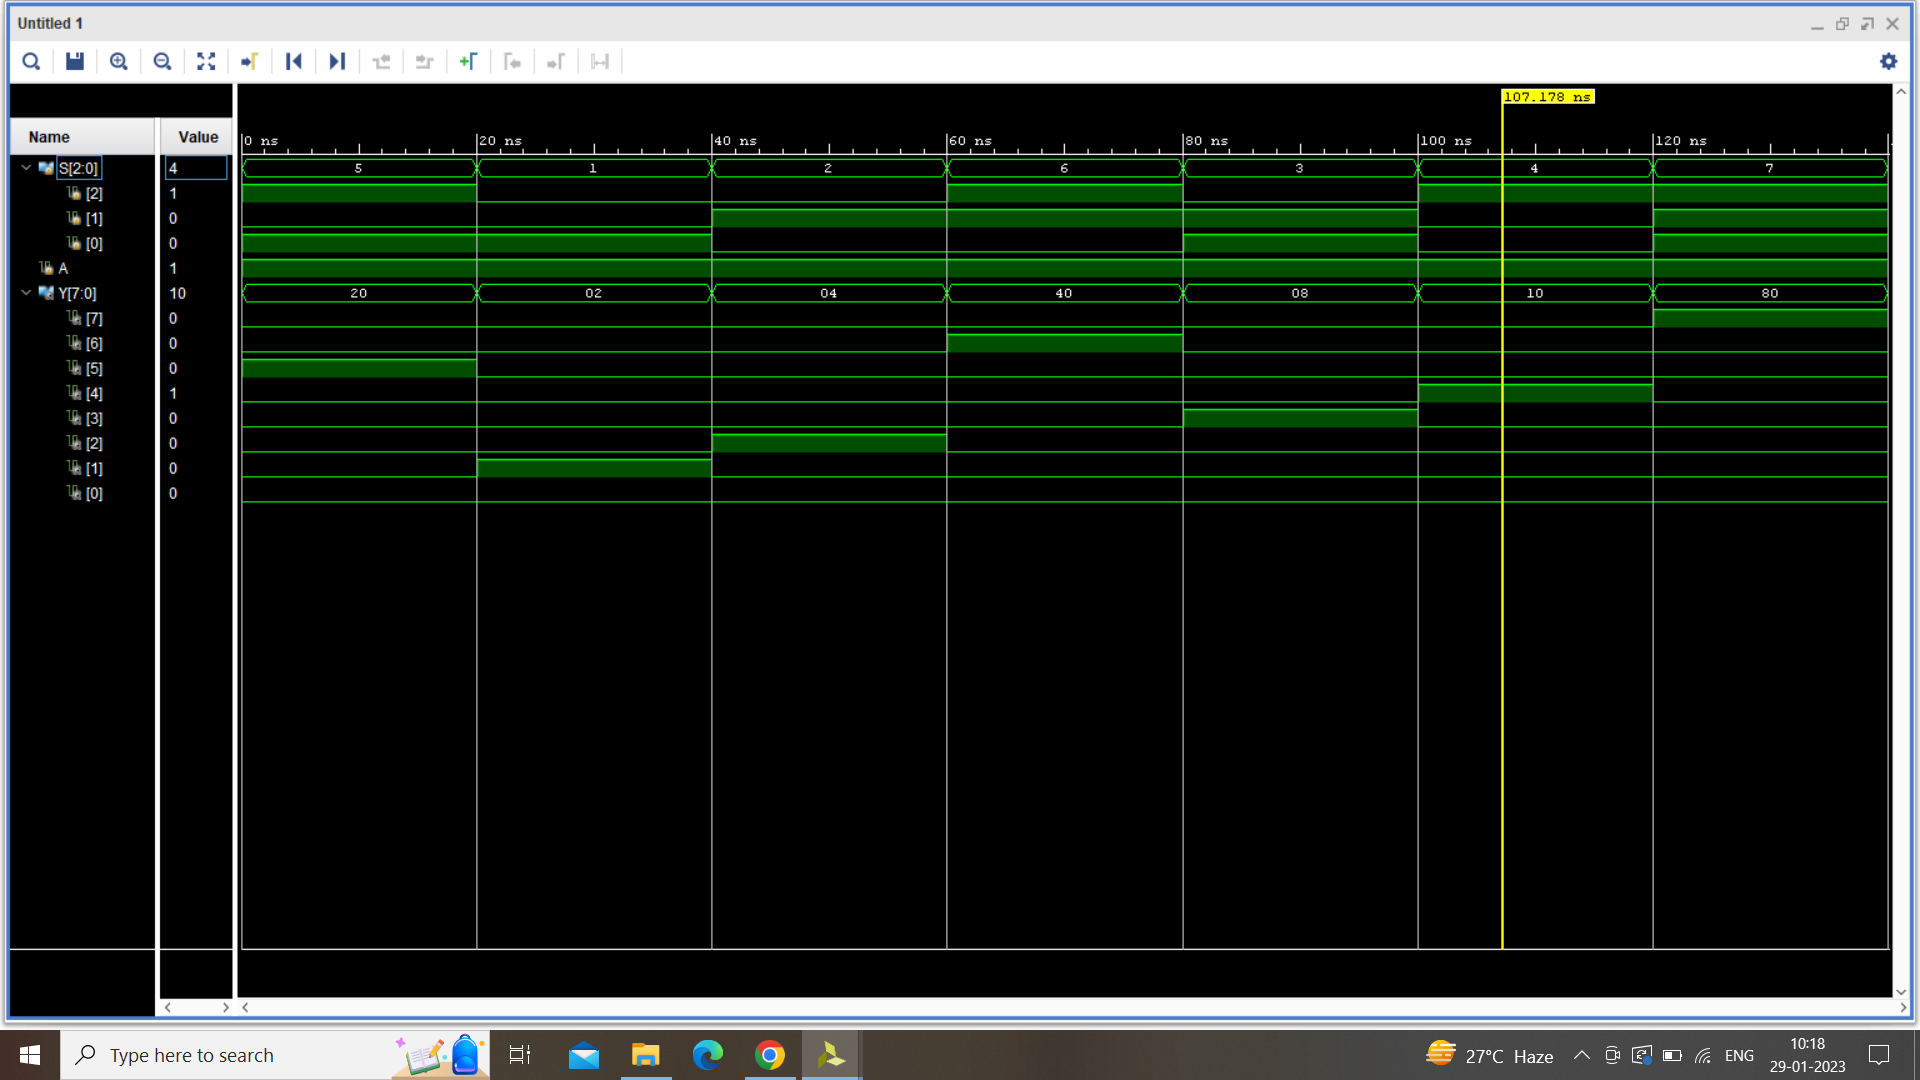 Untitled 1
107.178 ns
Name Value
0 ns 20 ns 40 ns 60 ns 80 ns 100 ns 120 ns
S[2:0] 4 5 1 2 6 3 4 7
[2] 1
[1] 0
[0] 0
A 1
Y[7:0] 10 20 02 04 40 08 10 80
[7] 0
[6] 0
[5] 0
[4] 1
[3] 0
[2] 0
[1] 0
[0] 0
Type here to search 27°C Haze ENG 10:18
29-01-2023